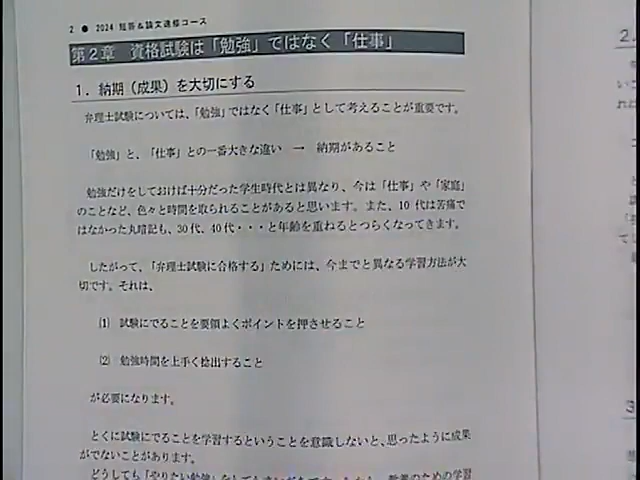 2 ● 2024 短答&論文速修コース
第2章 資格試験は「勉強」ではなく「仕事」
1．納期（成果）を大切にする
弁理士試験については、「勉強」ではなく「仕事」として考えることが重要です。
「勉強」と、「仕事」との一番大きな違い → 納期があること
勉強だけをしておけば十分だった学生時代とは異なり、今は「仕事」や「家庭」
のことなど、色々と時間を取られることがあると思います。また、10代は苦痛で
はなかった丸暗記も、30代、40代・・・と年齢を重ねるとつらくなってきます。
したがって、「弁理士試験に合格する」ためには、今までと異なる学習方法が大
切です。それは、
⑴ 試験にでることを要領よくポイントを押させること
⑵ 勉強時間を上手く捻出すること
が必要になります。
とくに試験にでることを学習するということを意識しないと、思ったように成果
がでないことがあります。
どうしても「やりたい勉強」を
2.
3